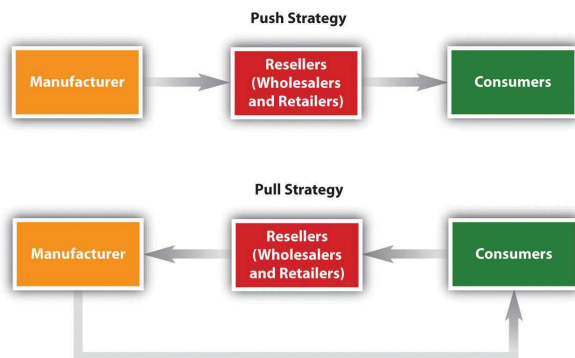 Push Strategy
Manufacturer
Resellers
(Wholesalers
and Retailers)
Consumers
Pull Strategy
Manufacturer
Resellers
(Wholesalers
and Retailers)
Consumers